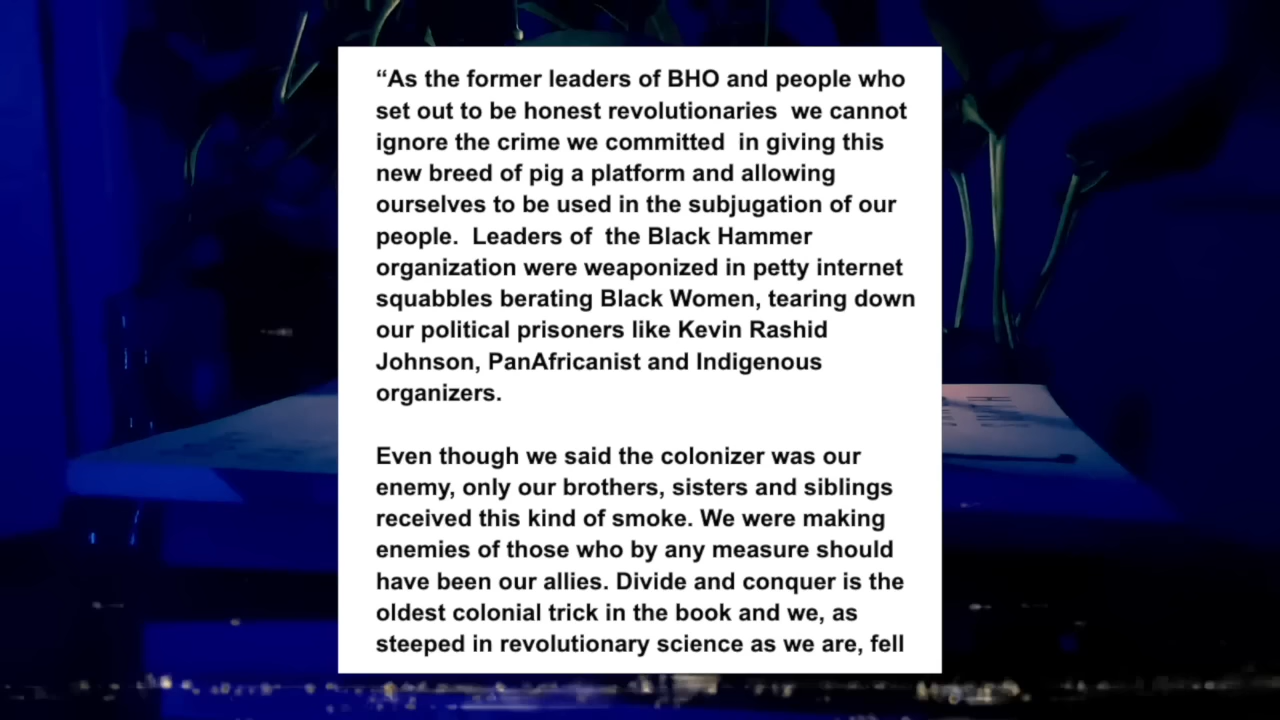 “As the former leaders of BHO and people who
set out to be honest revolutionaries  we cannot
ignore the crime we committed  in giving this
new breed of pig a platform and allowing
ourselves to be used in the subjugation of our
people.  Leaders of  the Black Hammer
organization were weaponized in petty internet
squabbles berating Black Women, tearing down
our political prisoners like Kevin Rashid
Johnson, PanAfricanist and Indigenous
organizers.
Even though we said the colonizer was our
enemy, only our brothers, sisters and siblings
received this kind of smoke. We were making
enemies of those who by any measure should
have been our allies. Divide and conquer is the
oldest colonial trick in the book and we, as
steeped in revolutionary science as we are, fell